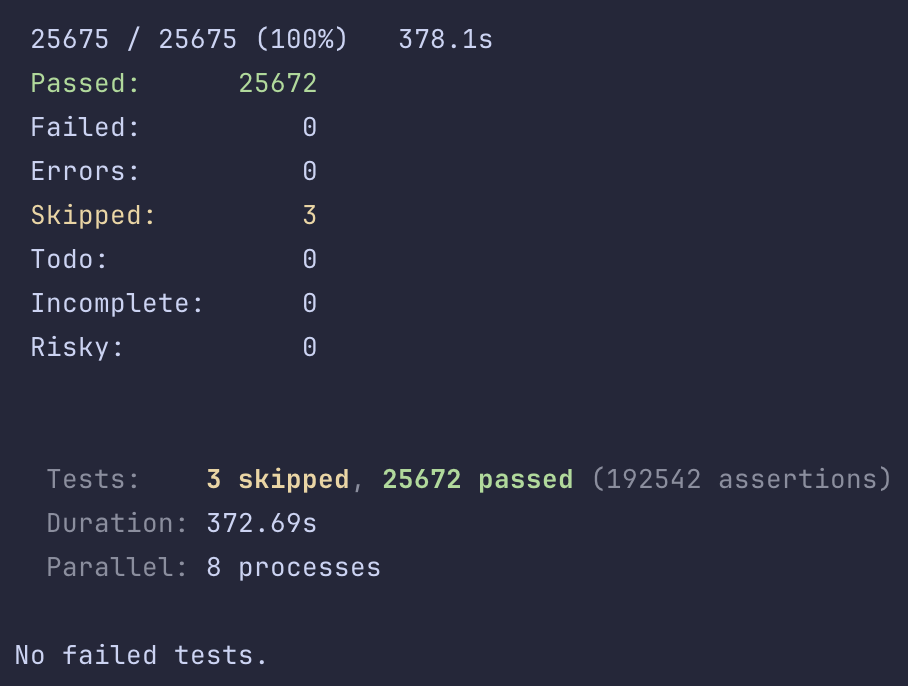 25675 / 25675 (100%) 378.1s
Passed: 25672
Failed: 0
Errors: 0
Skipped: 3
Todo: 0
Incomplete: 0
Risky: 0
Tests: 3 skipped, 25672 passed (192542 assertions)
Duration: 372.69s
Parallel: 8 processes
No failed tests.